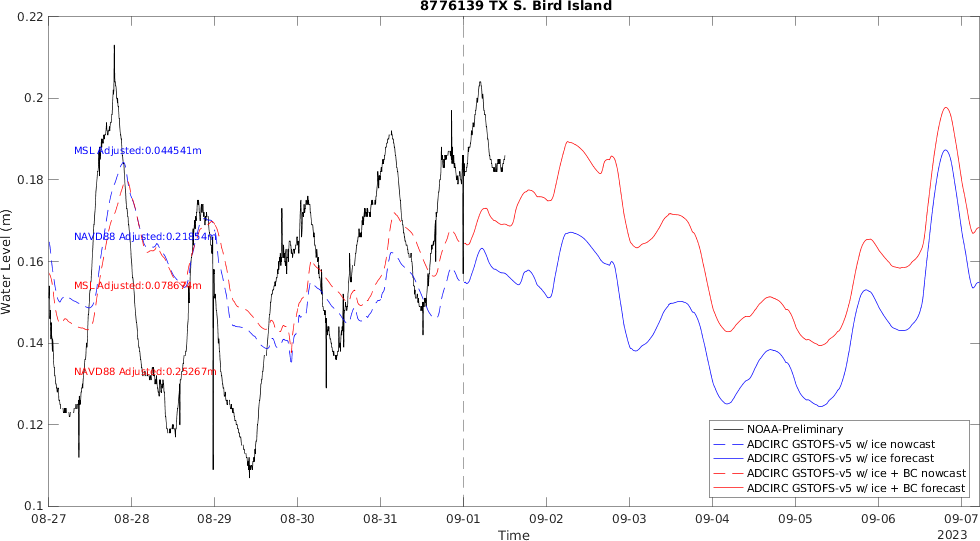 8776139 TX S. Bird Island
0.22
0.2
0.18
0.16
0.14
0.12
0.1
Water Level (m)
MSL Adjusted:0.044541m
NAVD88 Adjusted:0.21854m
MSL Adjusted:0.078694m
NAVD88 Adjusted:0.25267m
NOAA-Preliminary
ADCIRC GSTOFS-v5 w/ ice nowcast
ADCIRC GSTOFS-v5 w/ ice forecast
ADCIRC GSTOFS-v5 w/ ice + BC nowcast
ADCIRC GSTOFS-v5 w/ ice + BC forecast
08-27 08-28 08-29 08-30 08-31 09-01 09-02 09-03 09-04 09-05 09-06 09-07
Time
2023